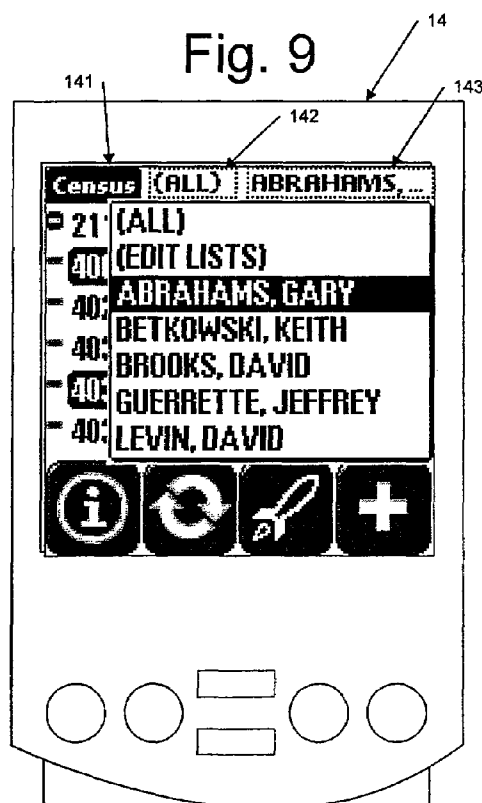 Fig. 9
14
141
142
143
Census (ALL) ABRAHAMS, ...
(ALL)
(EDIT LISTS)
ABRAHAMS, GARY
BETKOWSKI, KEITH
BROOKS, DAVID
GUERRETTE, JEFFREY
LEVIN, DAVID